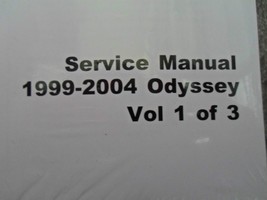 Service Manual
1999-2004 Odyssey
Vol 1 of 3